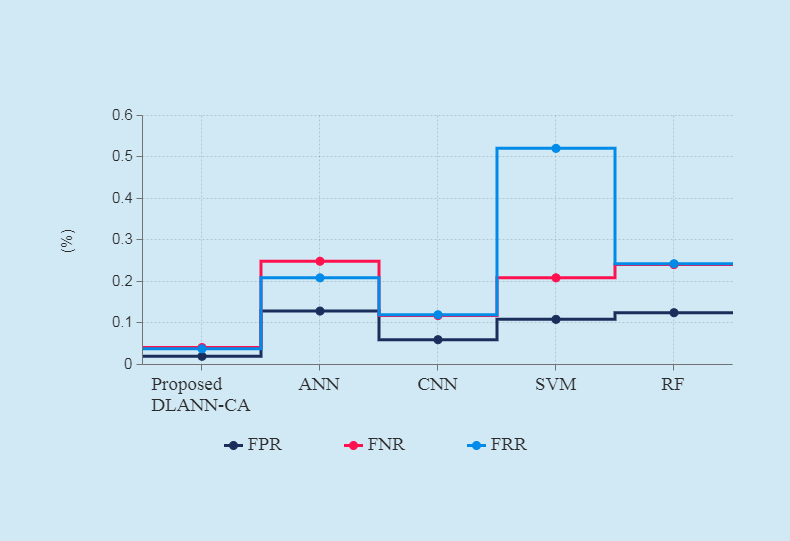 0.6
0.5
0.4
0.3
0.2
0.1
0
(%)
Proposed
DLANN-CA
ANN
CNN
SVM
RF
FPR
FNR
FRR